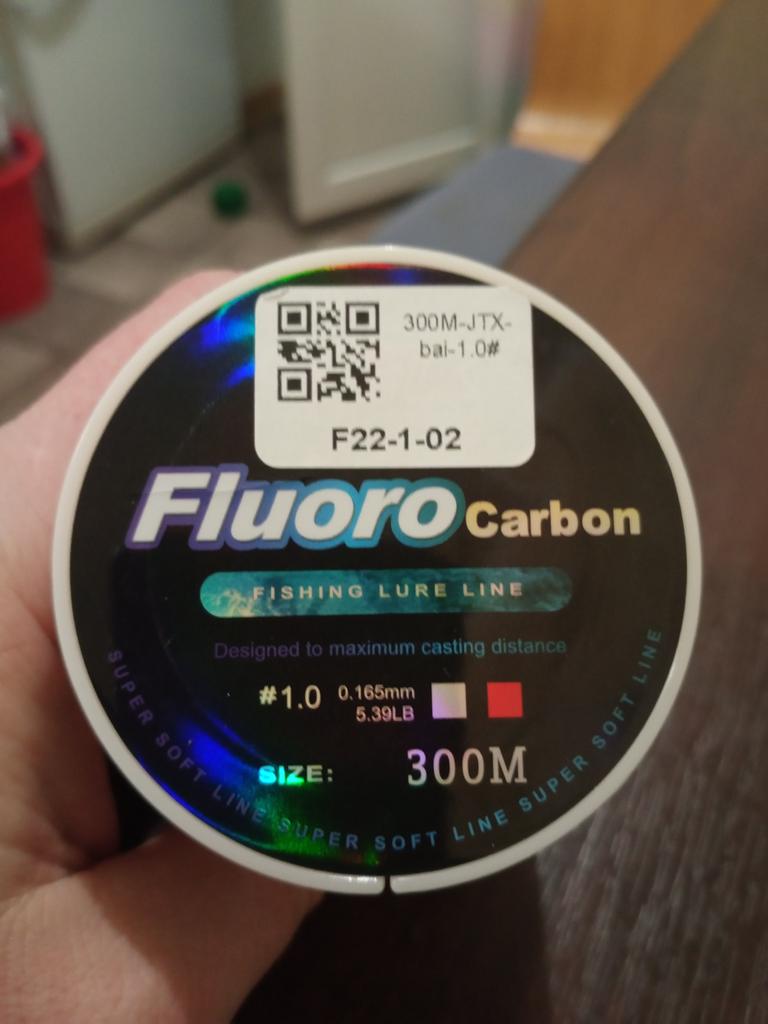 300M-JTX-
bai-1.0#
F22-1-02
Fluoro Carbon
FISHING LURE LINE
Designed to maximum casting distance
#1.0 0.165mm
5.39LB
SIZE: 300M
SUPER SOFT LINE SUPER SOFT LINE SUPER SOFT LINE